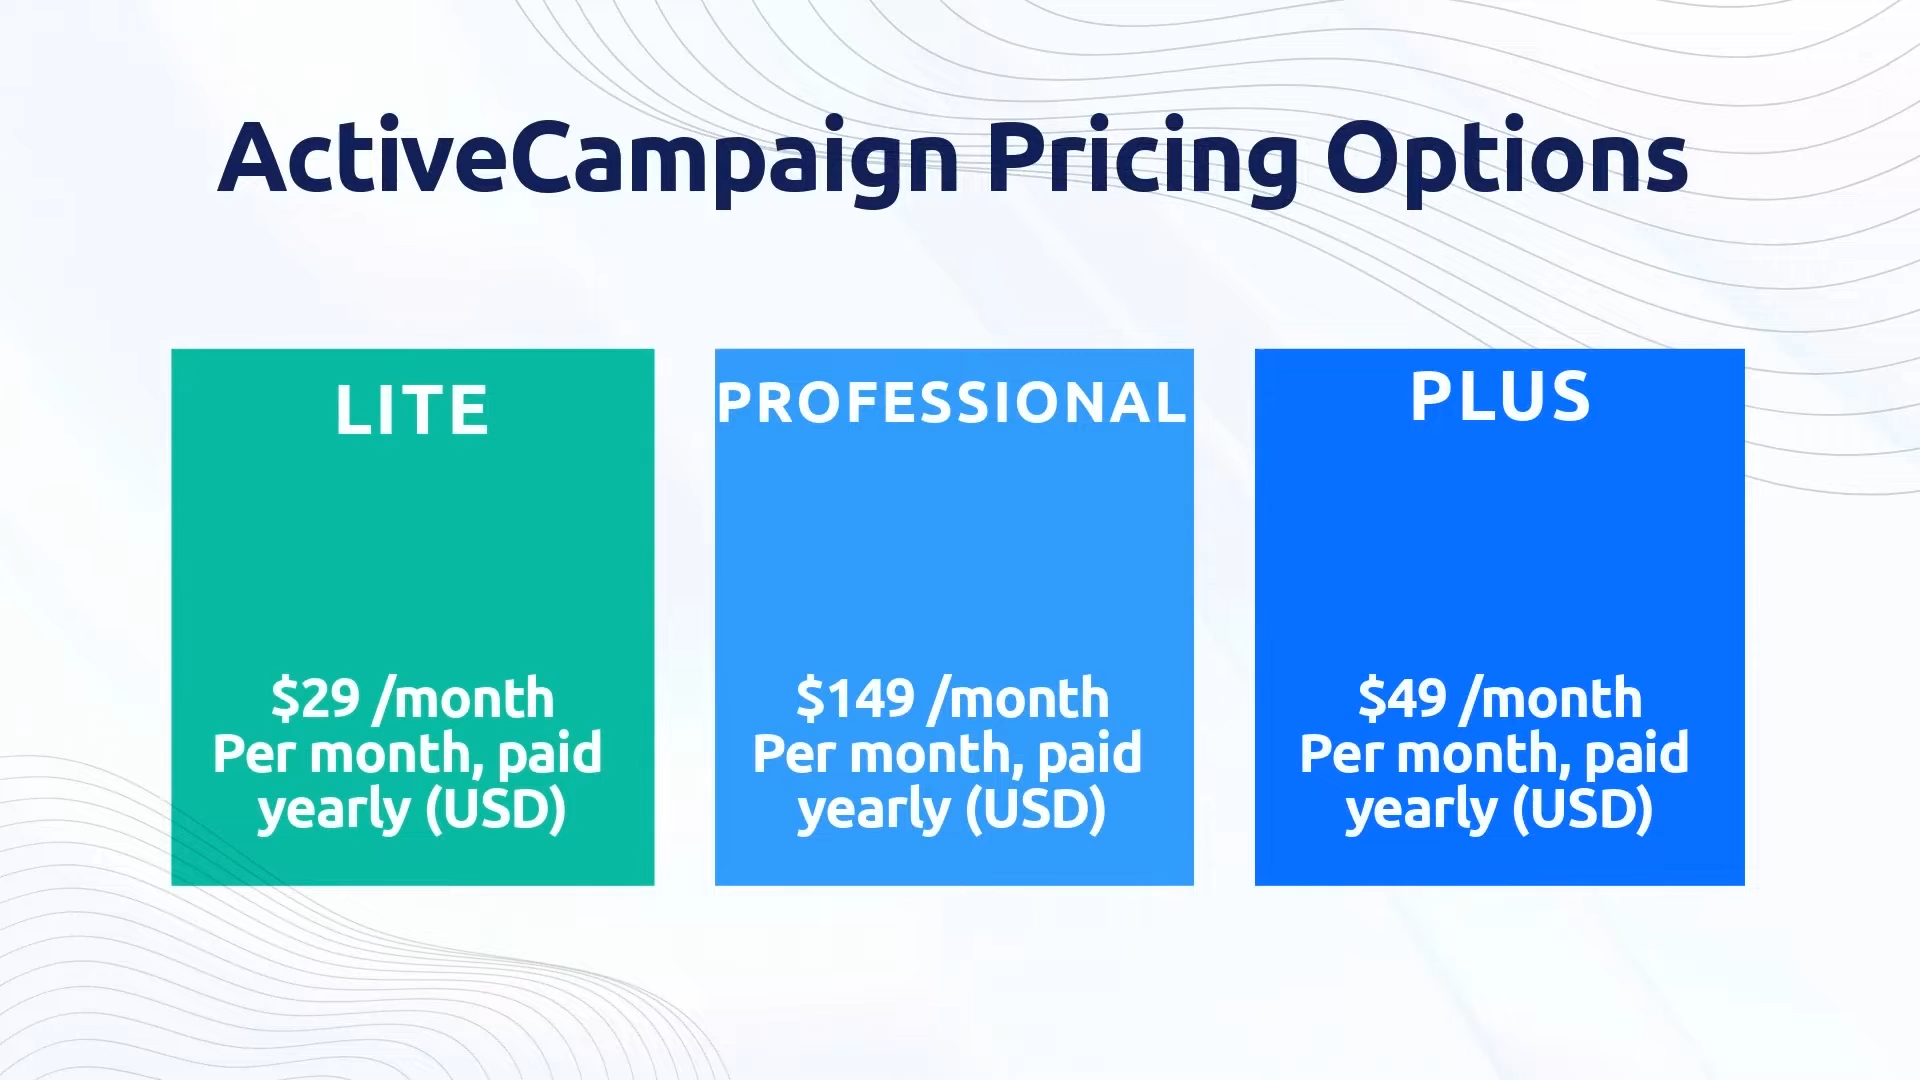 ActiveCampaign Pricing Options
LITE
$29 /month
Per month, paid
yearly (USD)
PROFESSIONAL
$149 /month
Per month, paid
yearly (USD)
PLUS
$49 /month
Per month, paid
yearly (USD)